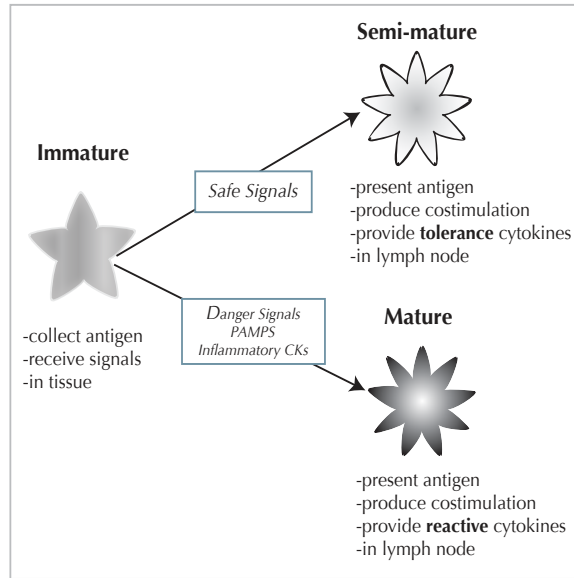 Immature
-collect antigen
-receive signals
-in tissue
Safe Signals
Danger Signals
PAMPS
Inflammatory CKs
Semi-mature
-present antigen
-produce costimulation
-provide tolerance cytokines
-in lymph node
Mature
-present antigen
-produce costimulation
-provide reactive cytokines
-in lymph node